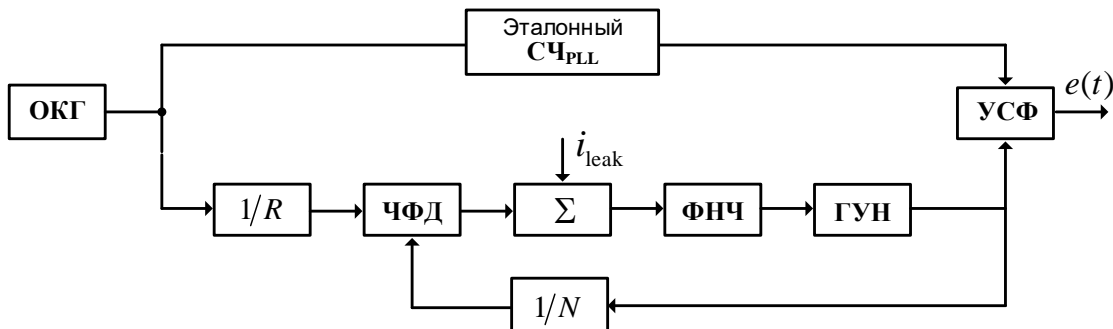 Эталонный
СЧPLL
ОКГ
e(t)
УСФ
ileak
1/R
ЧФД
Σ
ФНЧ
ГУН
1/N